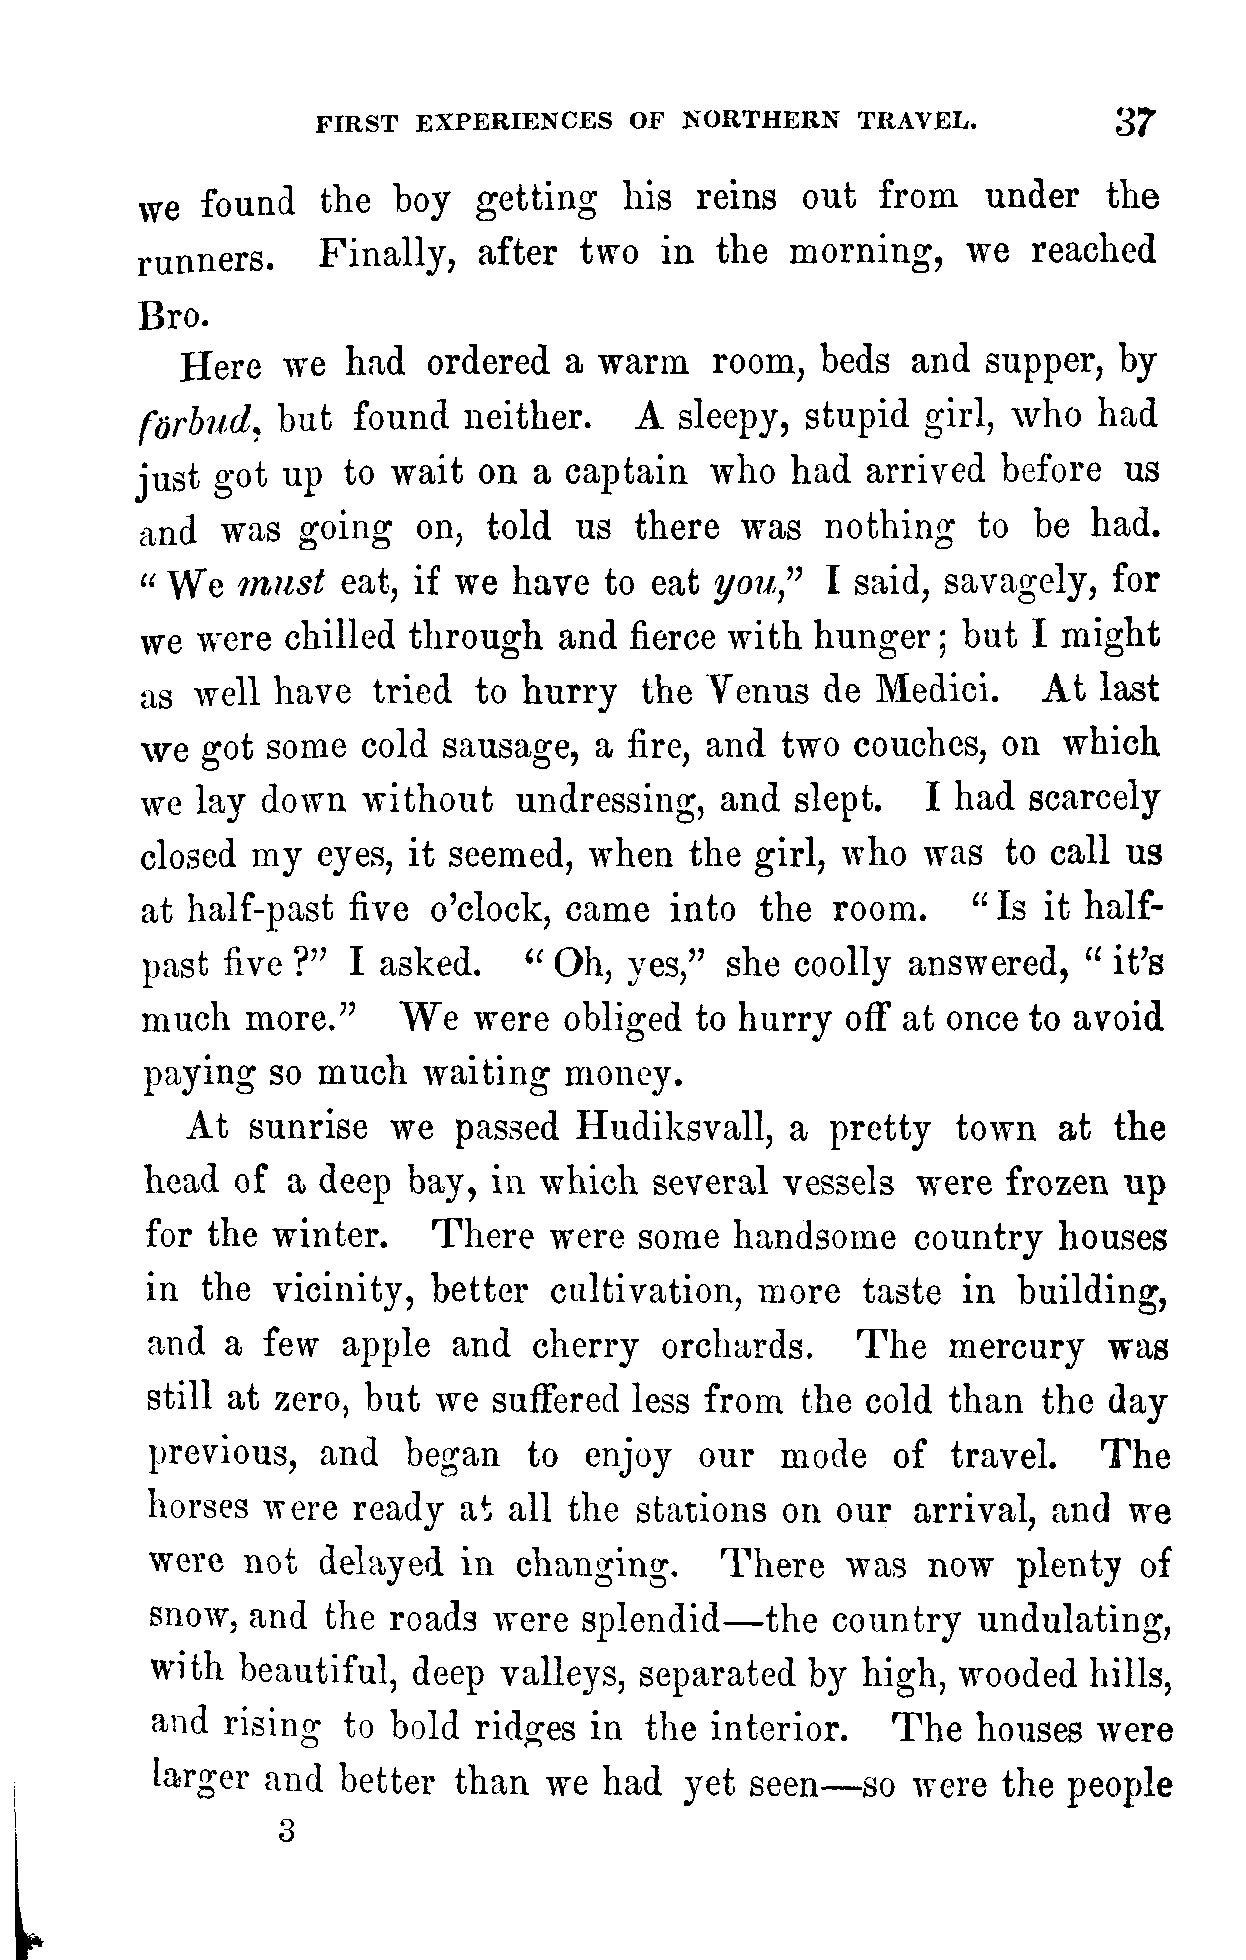 FIRST EXPERIENCES OF NORTHERN TRAVEL. 37
we found the boy getting his reins out from under the
runners. Finally, after two in the morning, we reached
Bro.
Here we had ordered a warm room, beds and supper, by
förbud, but found neither. A sleepy, stupid girl, who had
just got up to wait on a captain who had arrived before us
and was going on, told us there was nothing to be had.
“We must eat, if we have to eat you,” I said, savagely, for
we were chilled through and fierce with hunger; but I might
as well have tried to hurry the Venus de Medici. At last
we got some cold sausage, a fire, and two couches, on which
we lay down without undressing, and slept. I had scarcely
closed my eyes, it seemed, when the girl, who was to call us
at half-past five o’clock, came into the room. “Is it half-
past five?” I asked. “Oh, yes,” she coolly answered, “it’s
much more.” We were obliged to hurry off at once to avoid
paying so much waiting money.
At sunrise we passed Hudiksvall, a pretty town at the
head of a deep bay, in which several vessels were frozen up
for the winter. There were some handsome country houses
in the vicinity, better cultivation, more taste in building,
and a few apple and cherry orchards. The mercury was
still at zero, but we suffered less from the cold than the day
previous, and began to enjoy our mode of travel. The
horses were ready at all the stations on our arrival, and we
were not delayed in changing. There was now plenty of
snow, and the roads were splendid—the country undulating,
with beautiful, deep valleys, separated by high, wooded hills,
and rising to bold ridges in the interior. The houses were
larger and better than we had yet seen—so were the people
3